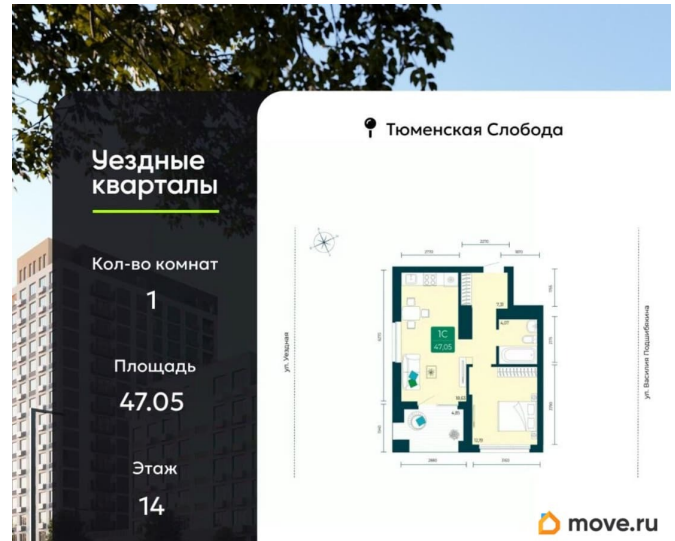 Уездные
кварталы
Кол-во комнат
1
Площадь
47.05
Этаж
14
Тюменская Слобода
ул. Уездная
1С
47,05
ул. Василия Подшибякина
move.ru